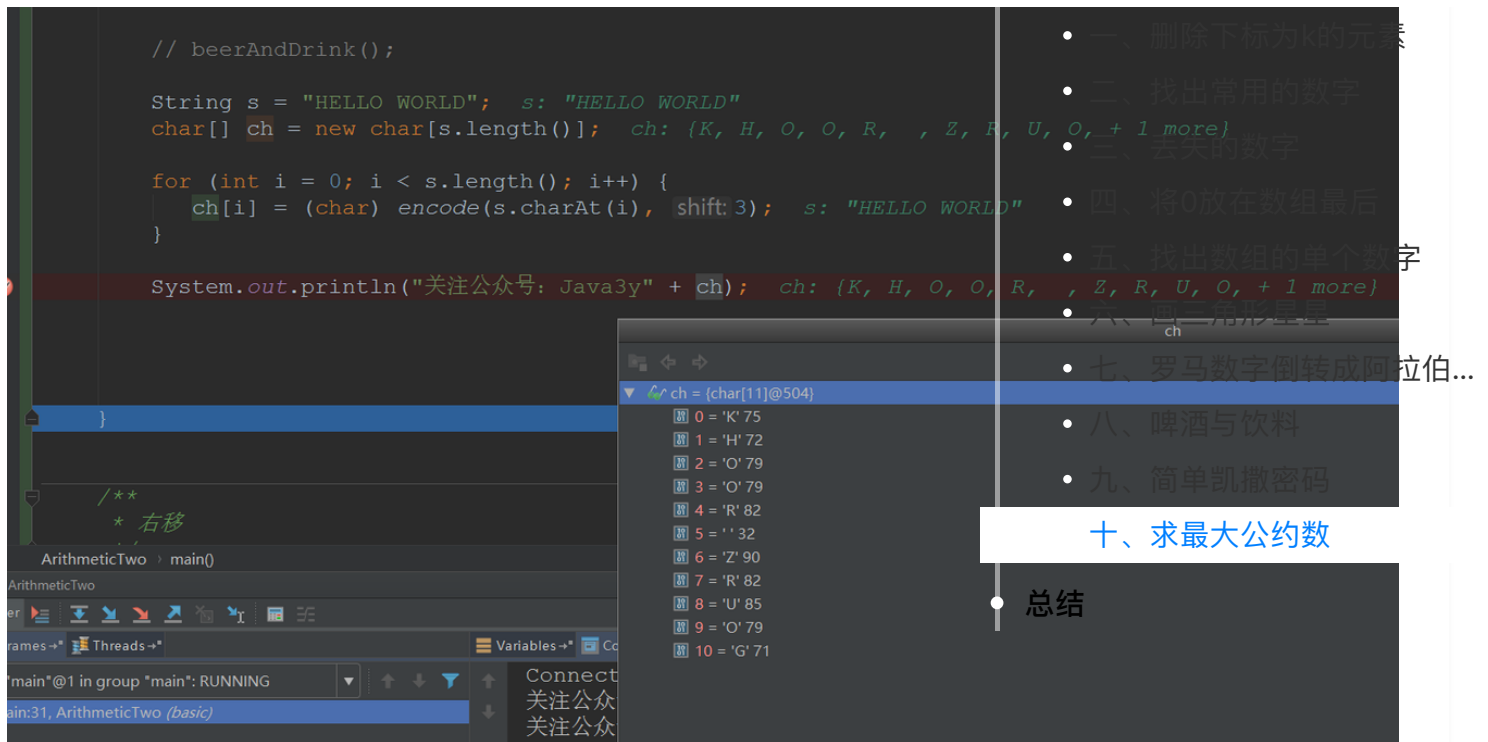 // beerAndDrink();
String s = "HELLO WORLD"; s: "HELLO WORLD"
char[] ch = new char[s.length()]; ch: {K, H, O, O, R,  , Z, R, U, O, + 1 more}
for (int i = 0; i < s.length(); i++) {
ch[i] = (char) encode(s.charAt(i), shift: 3); s: "HELLO WORLD"
}
System.out.println("关注公众号：Java3y" + ch); ch: {K, H, O, O, R,  , Z, R, U, O, + 1 more}
}
/**
* 右移
ArithmeticTwo › main()
ArithmeticTwo
er
rames→*
Threads→*
"main"@1 in group "main": RUNNING
ain:31, ArithmeticTwo (basic)
Variables→*
Co
Connect
关注公众
关注公众
ch
ch = {char[11]@504}
0 = 'K' 75
1 = 'H' 72
2 = 'O' 79
3 = 'O' 79
4 = 'R' 82
5 = ' ' 32
6 = 'Z' 90
7 = 'R' 82
8 = 'U' 85
9 = 'O' 79
10 = 'G' 71
一、删除下标为k的元素
二、找出常用的数字
三、丢失的数字
四、将0放在数组最后
五、找出数组的单个数字
六、画三角形星星
七、罗马数字倒转成阿拉伯...
八、啤酒与饮料
九、简单凯撒密码
十、求最大公约数
总结